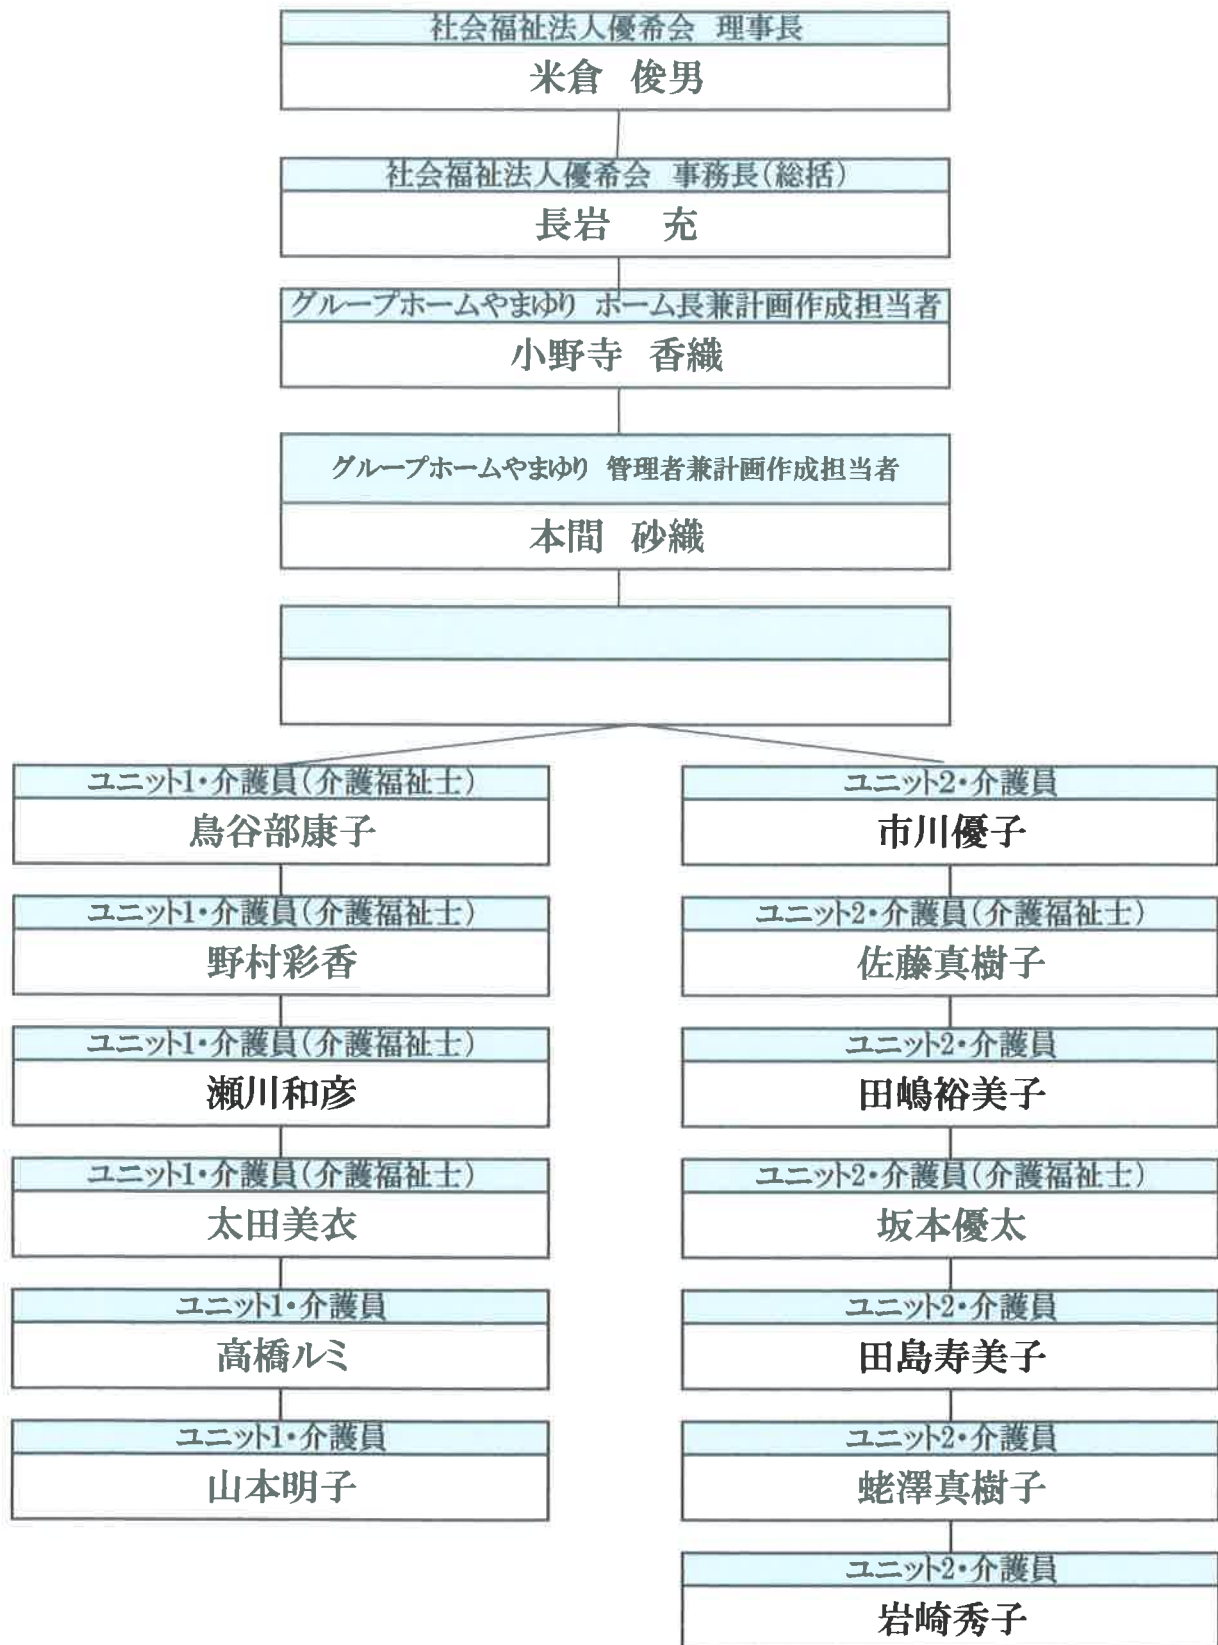 社会福祉法人優希会 理事長
米倉 俊男
社会福祉法人優希会 事務長(総括)
長岩 充
グループホームやまゆり ホーム長兼計画作成担当者
小野寺 香織
グループホームやまゆり 管理者兼計画作成担当者
本間 砂織
ユニット1・介護員(介護福祉士)
鳥谷部康子
ユニット1・介護員(介護福祉士)
野村彩香
ユニット1・介護員(介護福祉士)
瀬川和彦
ユニット1・介護員(介護福祉士)
太田美衣
ユニット1・介護員
高橋ルミ
ユニット1・介護員
山本明子
ユニット2・介護員
市川優子
ユニット2・介護員(介護福祉士)
佐藤真樹子
ユニット2・介護員
田嶋裕美子
ユニット2・介護員(介護福祉士)
坂本優太
ユニット2・介護員
田島寿美子
ユニット2・介護員
蛯澤真樹子
ユニット2・介護員
岩崎秀子